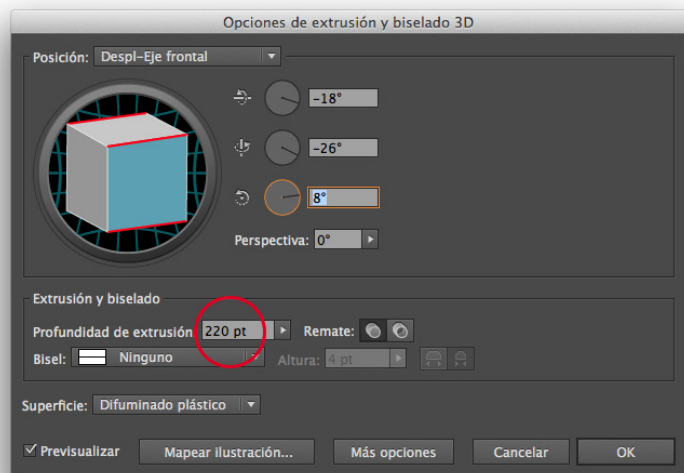 Opciones de extrusión y biselado 3D
Posición: Despl-Eje frontal
-18°
-26°
8°
Perspectiva: 0°
Extrusión y biselado
Profundidad de extrusión: 220 pt Remate:
Bisel: Ninguno Altura: 4 pt
Superficie: Difuminado plástico
Previsualizar Mapear ilustración... Más opciones Cancelar OK